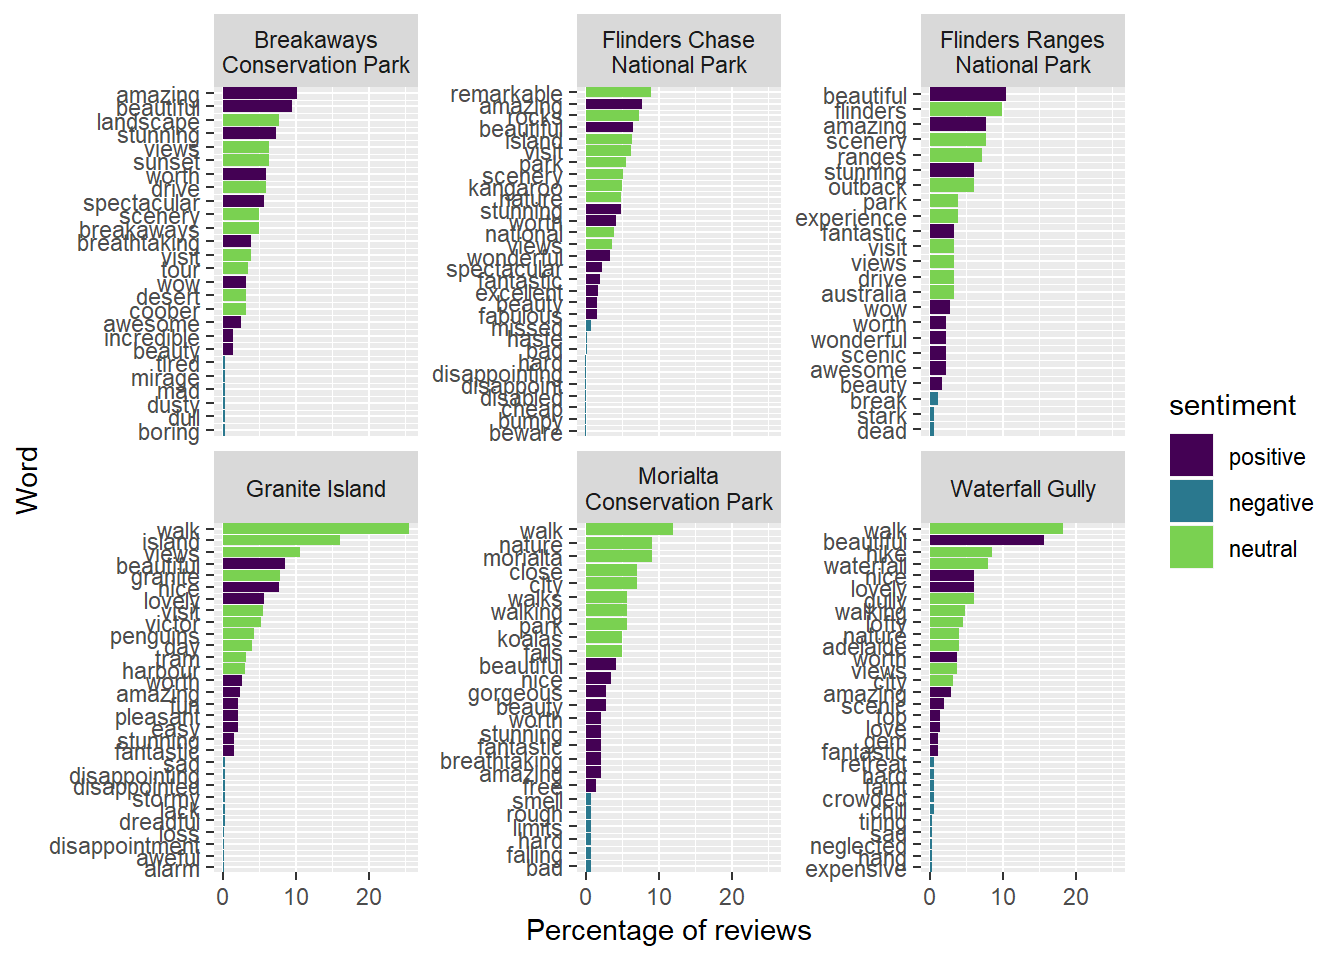 Breakaways
Conservation Park
amazing
beautiful
landscape
stunning
views
sunset
worth
drive
spectacular
scenery
breakaways
breathtaking
visit
tour
wow
desert
coober
awesome
incredible
beauty
fired
mirage
mad
dusty
dull
boring
Flinders Chase
National Park
remarkable
amazing
rocks
beautiful
island
visit
park
scenery
kangaroo
nature
stunning
worth
national
views
wonderful
spectacular
fantastic
excellent
beauty
fabulous
missed
haste
bad
hard
disappointing
disappoint
disabled
cheap
bumpy
beware
Flinders Ranges
National Park
beautiful
flinders
amazing
scenery
ranges
stunning
outback
park
experience
fantastic
visit
views
drive
australia
wow
worth
wonderful
scenic
awesome
beauty
break
stark
dead
Granite Island
walk
island
views
beautiful
granite
nice
lovely
visit
victor
penguins
day
tram
harbour
worth
amazing
fun
pleasant
easy
stunning
fantastic
sad
disappointing
disappointed
stormy
lack
dreadful
loss
disappointment
aweful
alarm
0 10 20
Morialta
Conservation Park
walk
nature
morialta
close
city
walks
walking
park
koalas
falls
beautiful
nice
gorgeous
beauty
worth
stunning
fantastic
breathtaking
amazing
free
smell
rough
limits
hard
falling
bad
0 10 20
Waterfall Gully
walk
beautiful
hike
waterfall
nice
lovely
gully
walking
lofty
nature
adelaide
worth
views
city
amazing
scenic
top
love
gem
fantastic
retreat
hard
faint
crowded
chill
tiring
sad
neglected
hang
expensive
0 10 20
Word
Percentage of reviews
sentiment
positive
negative
neutral